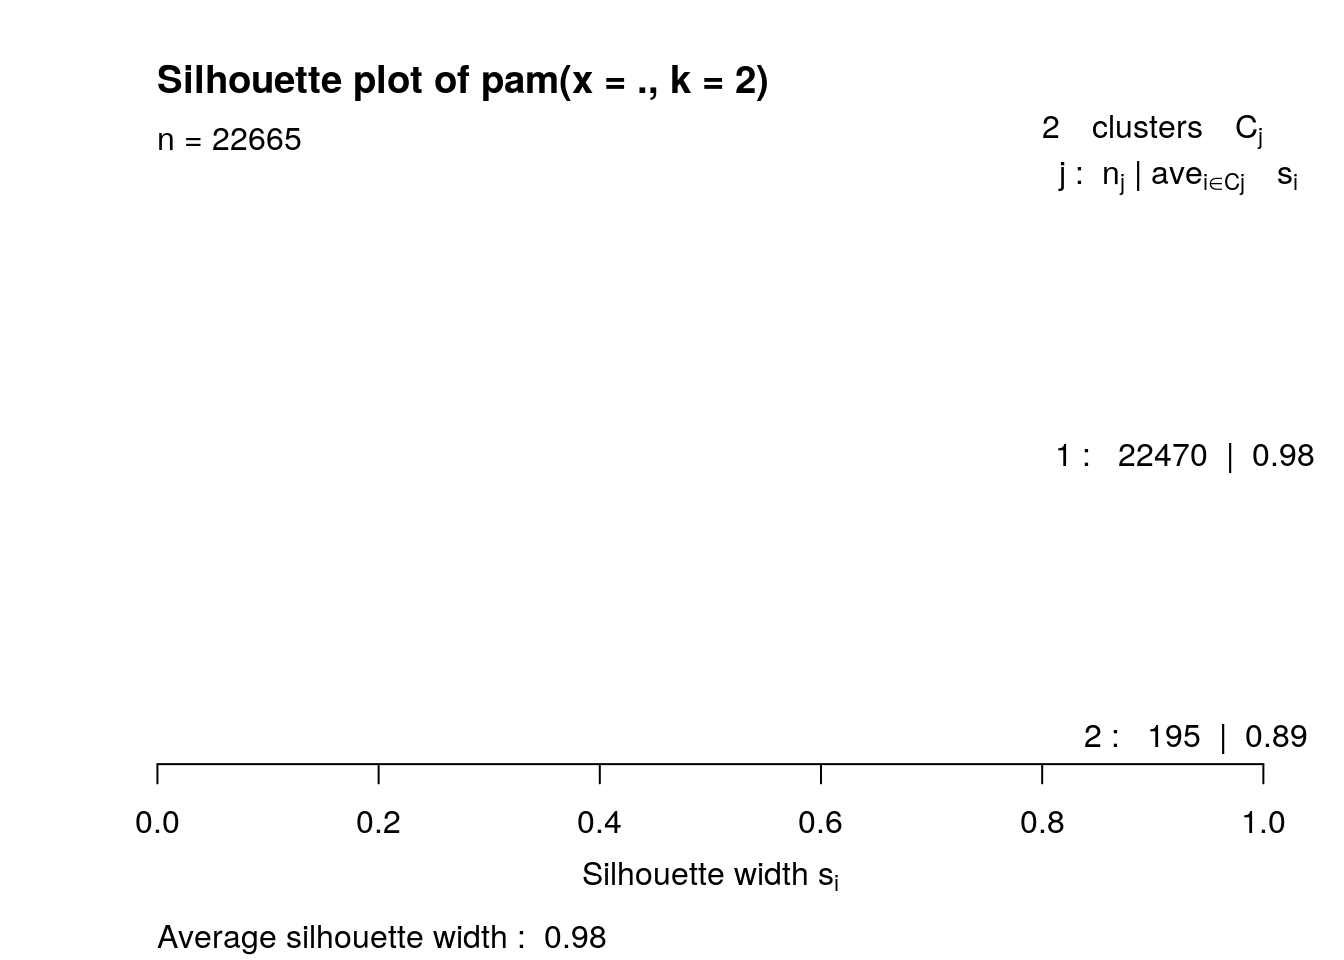 Silhouette plot of pam(x = ., k = 2)
n = 22665
2 clusters Cj
j : nj | avei∈Cj si
1 : 22470 | 0.98
2 : 195 | 0.89
0.0 0.2 0.4 0.6 0.8 1.0
Silhouette width si
Average silhouette width : 0.98